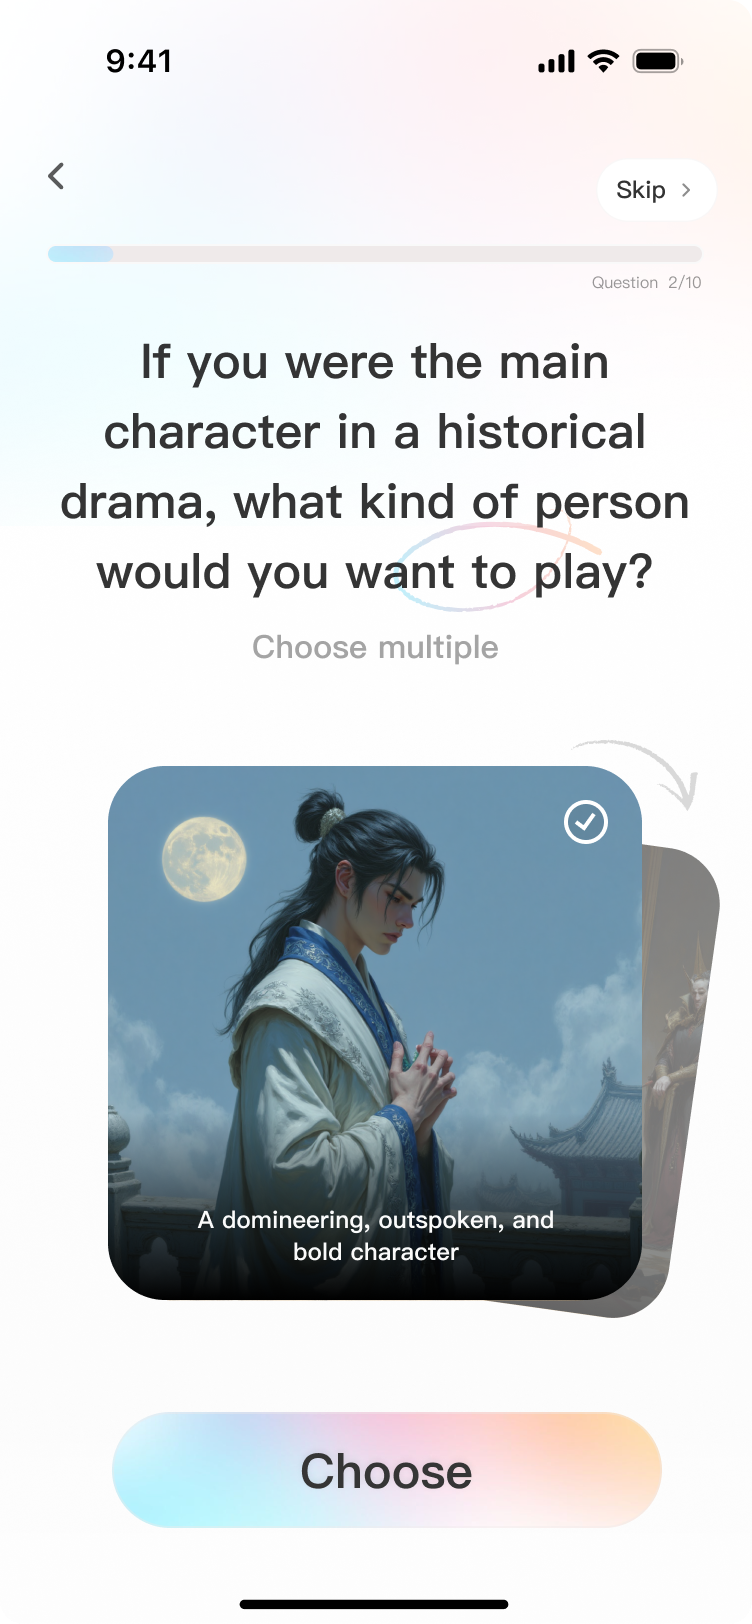 9:41
Skip
Question 2/10
If you were the main
character in a historical
drama, what kind of person
would you want to play?
Choose multiple
A domineering, outspoken, and
bold character
Choose